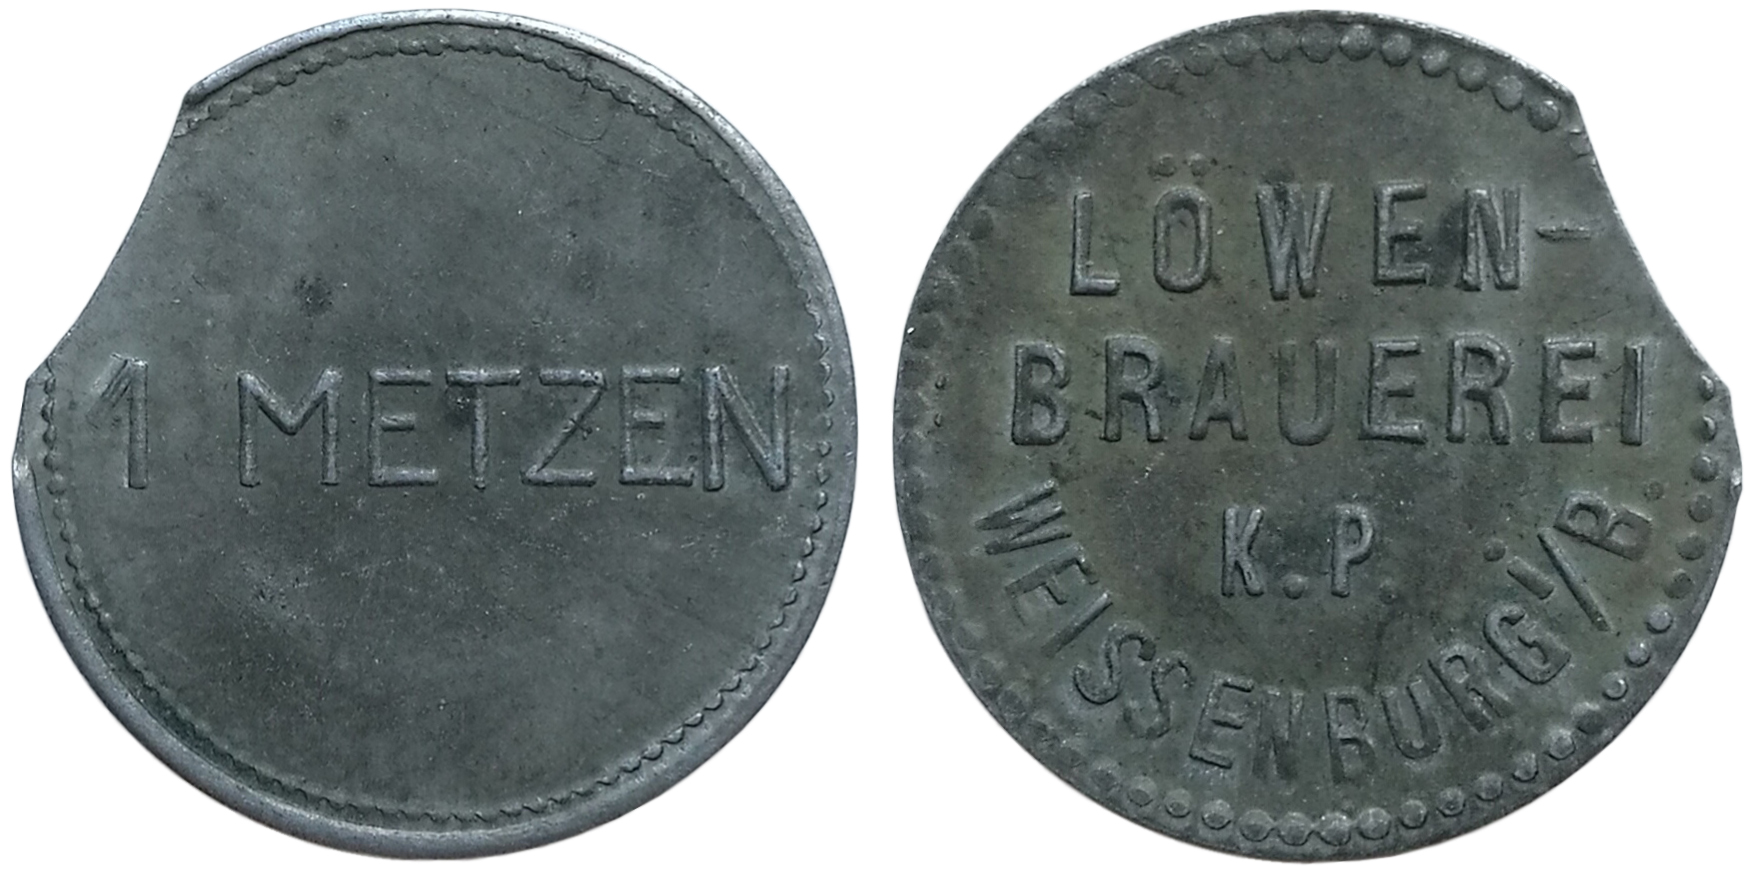 1 METZEN
LÖWEN-
BRAUEREI
K.P.
WEISSENBURG i/B.